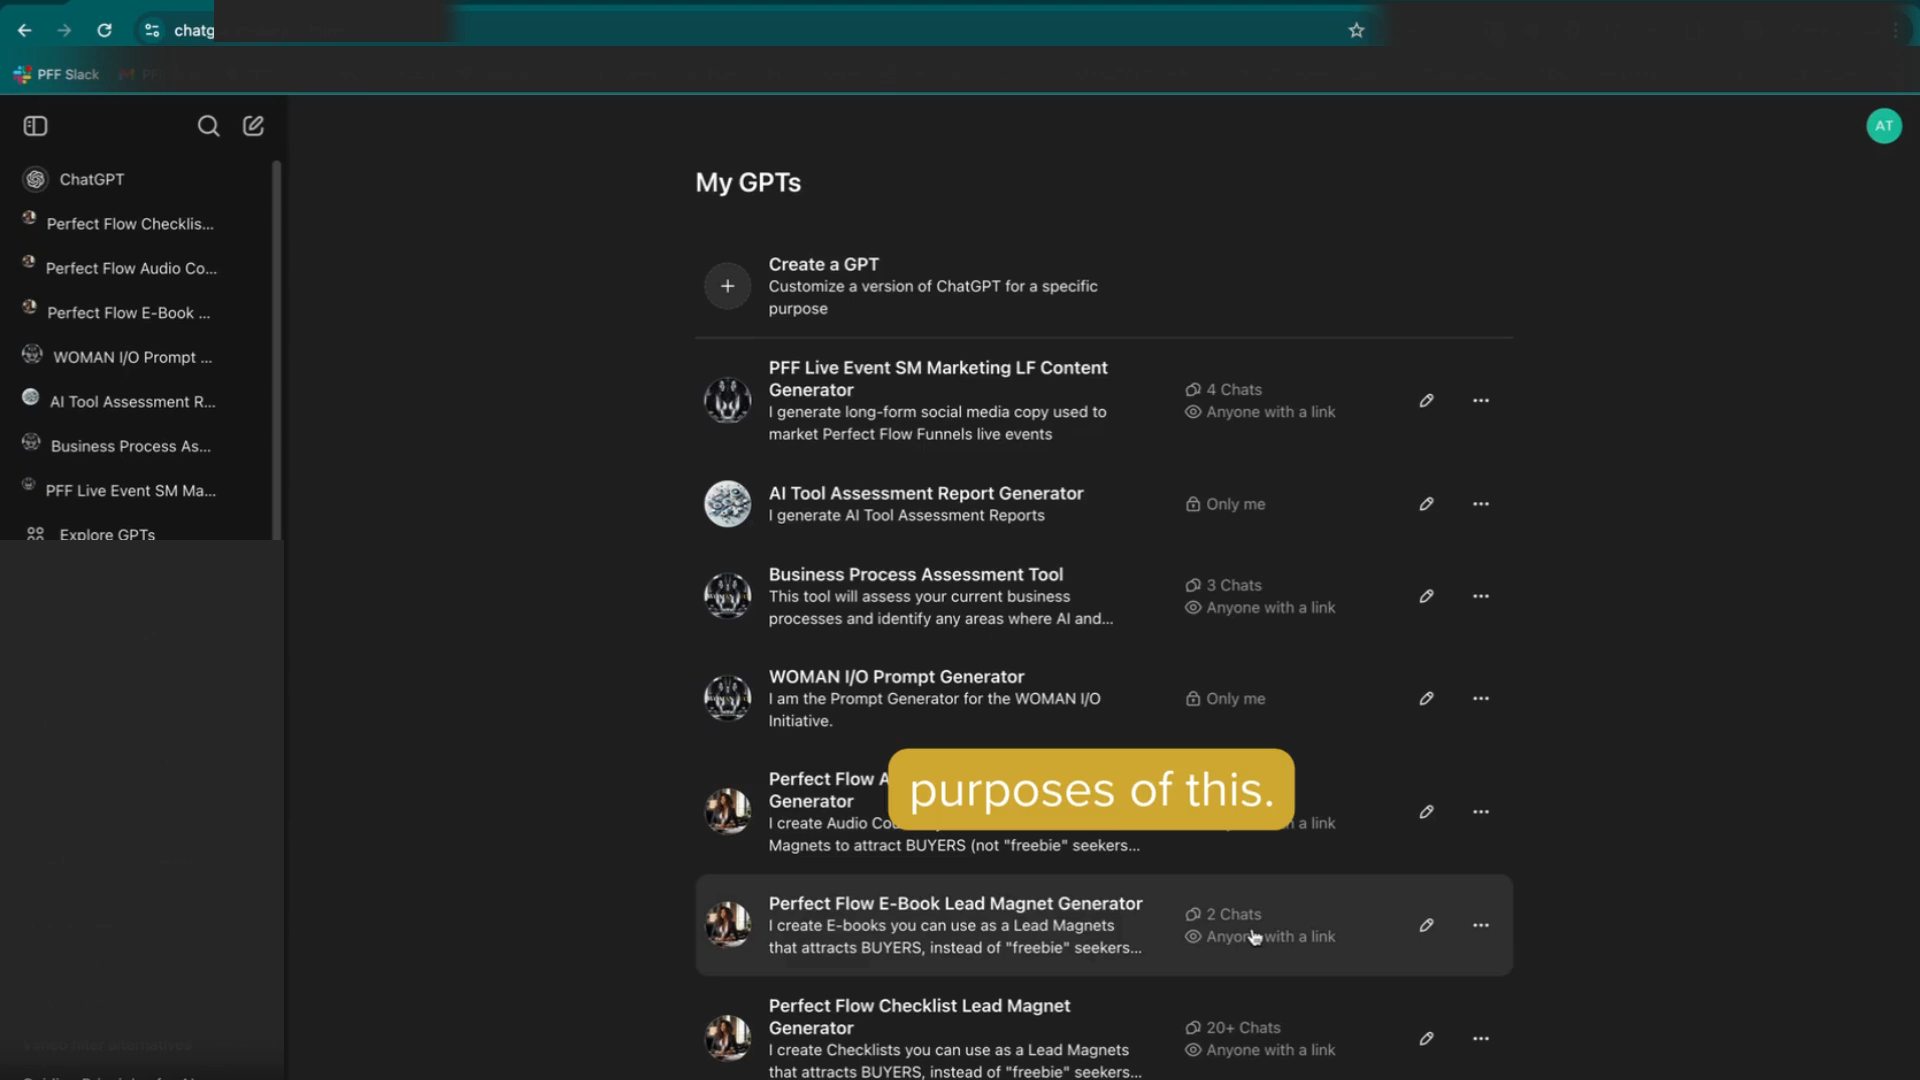 chatg
PFF Slack
AT
ChatGPT
Perfect Flow Checklis...
Perfect Flow Audio Co...
Perfect Flow E-Book ...
WOMAN I/O Prompt ...
AI Tool Assessment R...
Business Process As...
PFF Live Event SM Ma...
Explore GPTs
My GPTs
Create a GPT
Customize a version of ChatGPT for a specific
purpose
PFF Live Event SM Marketing LF Content
Generator
I generate long-form social media copy used to
market Perfect Flow Funnels live events
4 Chats
Anyone with a link
AI Tool Assessment Report Generator
I generate AI Tool Assessment Reports
Only me
Business Process Assessment Tool
This tool will assess your current business
processes and identify any areas where AI and...
3 Chats
Anyone with a link
WOMAN I/O Prompt Generator
I am the Prompt Generator for the WOMAN I/O
Initiative.
Only me
Perfect Flow A
Generator
I create Audio Cou
Magnets to attract BUYERS (not "freebie" seekers...
a link
purposes of this.
Perfect Flow E-Book Lead Magnet Generator
I create E-books you can use as a Lead Magnets
that attracts BUYERS, instead of "freebie" seekers...
2 Chats
Anyone with a link
Perfect Flow Checklist Lead Magnet
Generator
I create Checklists you can use as a Lead Magnets
that attracts BUYERS, instead of "freebie" seekers...
20+ Chats
Anyone with a link